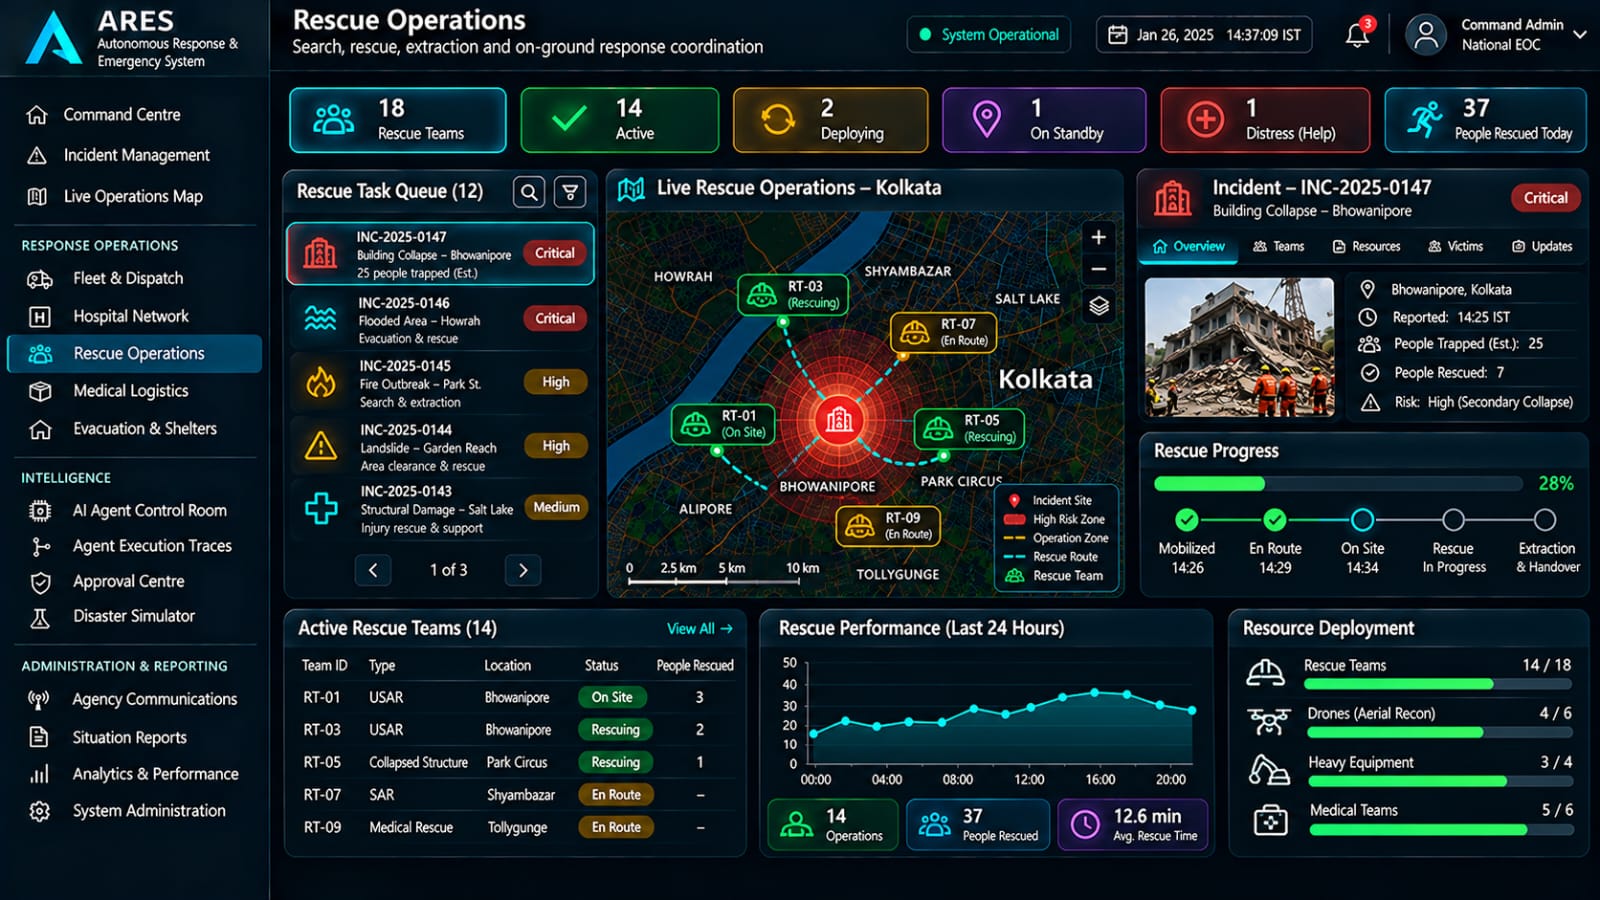 ARES
Autonomous Response &
Emergency System
Command Centre
Incident Management
Live Operations Map
RESPONSE OPERATIONS
Fleet & Dispatch
Hospital Network
Rescue Operations
Medical Logistics
Evacuation & Shelters
INTELLIGENCE
AI Agent Control Room
Agent Execution Traces
Approval Centre
Disaster Simulator
ADMINISTRATION & REPORTING
Agency Communications
Situation Reports
Analytics & Performance
System Administration
Rescue Operations
Search, rescue, extraction and on-ground response coordination
System Operational
Jan 26, 2025 14:37:09 IST
3
Command Admin
National EOC
18
Rescue Teams
14
Active
2
Deploying
1
On Standby
1
Distress (Help)
37
People Rescued Today
Rescue Task Queue (12)
INC-2025-0147
Building Collapse – Bhowanipore
25 people trapped (Est.)
Critical
INC-2025-0146
Flooded Area – Howrah
Evacuation & rescue
Critical
INC-2025-0145
Fire Outbreak – Park St.
Search & extraction
High
INC-2025-0144
Landslide – Garden Reach
Area clearance & rescue
High
INC-2025-0143
Structural Damage – Salt Lake
Injury rescue & support
Medium
1 of 3
Live Rescue Operations – Kolkata
HOWRAH
SHYAMBAZAR
SALT LAKE
RT-03
(Rescuing)
RT-07
(En Route)
Kolkata
RT-01
(On Site)
RT-05
(Rescuing)
BHOWANIPORE
PARK CIRCUS
ALIPORE
RT-09
(En Route)
TOLLYGUNGE
0 2.5 km 5 km 10 km
Incident Site
High Risk Zone
Operation Zone
Rescue Route
Rescue Team
Incident – INC-2025-0147
Building Collapse – Bhowanipore
Critical
Overview
Teams
Resources
Victims
Updates
Bhowanipore, Kolkata
Reported: 14:25 IST
People Trapped (Est.): 25
People Rescued: 7
Risk: High (Secondary Collapse)
Rescue Progress
28%
Mobilized
14:26
En Route
14:29
On Site
14:34
Rescue
In Progress
Extraction
& Handover
Active Rescue Teams (14)
View All →
Team ID Type Location Status People Rescued
RT-01 USAR Bhowanipore On Site 3
RT-03 USAR Bhowanipore Rescuing 2
RT-05 Collapsed Structure Park Circus Rescuing 1
RT-07 SAR Shyambazar En Route –
RT-09 Medical Rescue Tollygunge En Route –
Rescue Performance (Last 24 Hours)
50
40
30
20
10
0
00:00 04:00 08:00 12:00 16:00 20:00
14
Operations
37
People Rescued
12.6 min
Avg. Rescue Time
Resource Deployment
Rescue Teams 14 / 18
Drones (Aerial Recon) 4 / 6
Heavy Equipment 3 / 4
Medical Teams 5 / 6